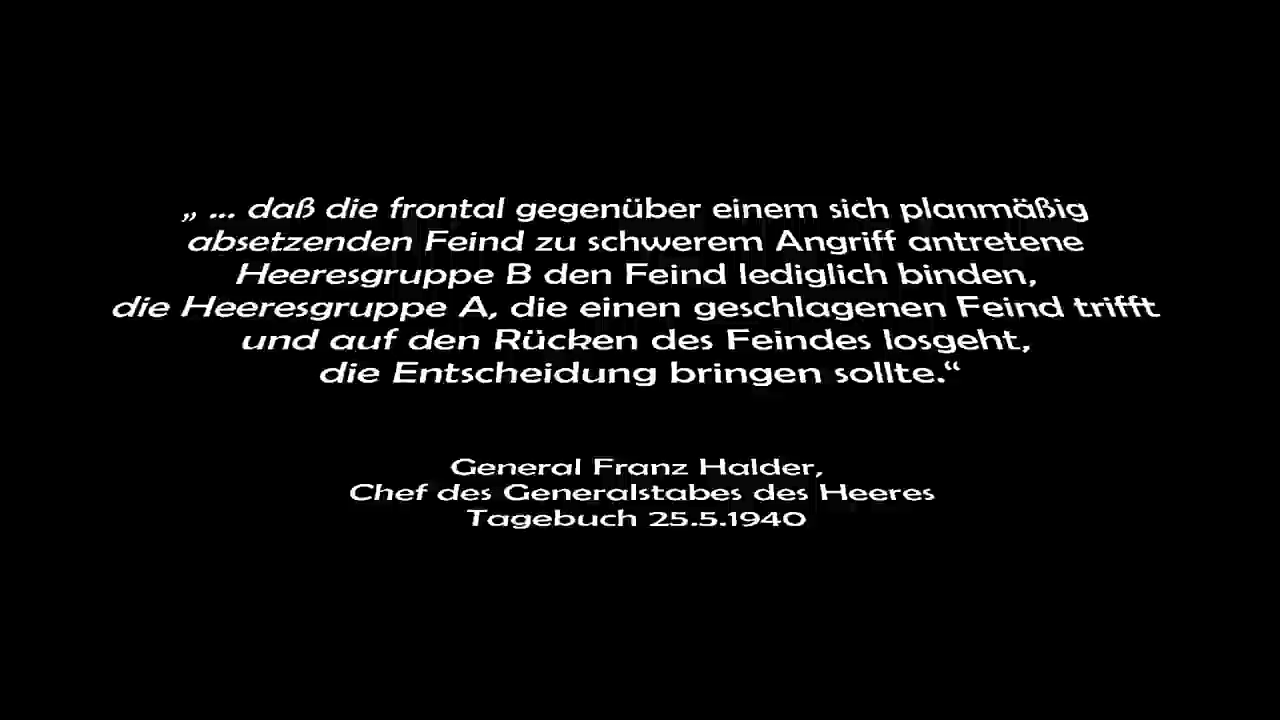 „ ... daß die frontal gegenüber einem sich planmäßig
absetzenden Feind zu schwerem Angriff antretene
Heeresgruppe B den Feind lediglich binden,
die Heeresgruppe A, die einen geschlagenen Feind trifft
und auf den Rücken des Feindes losgeht,
die Entscheidung bringen sollte.“
General Franz Halder,
Chef des Generalstabes des Heeres
Tagebuch 25.5.1940